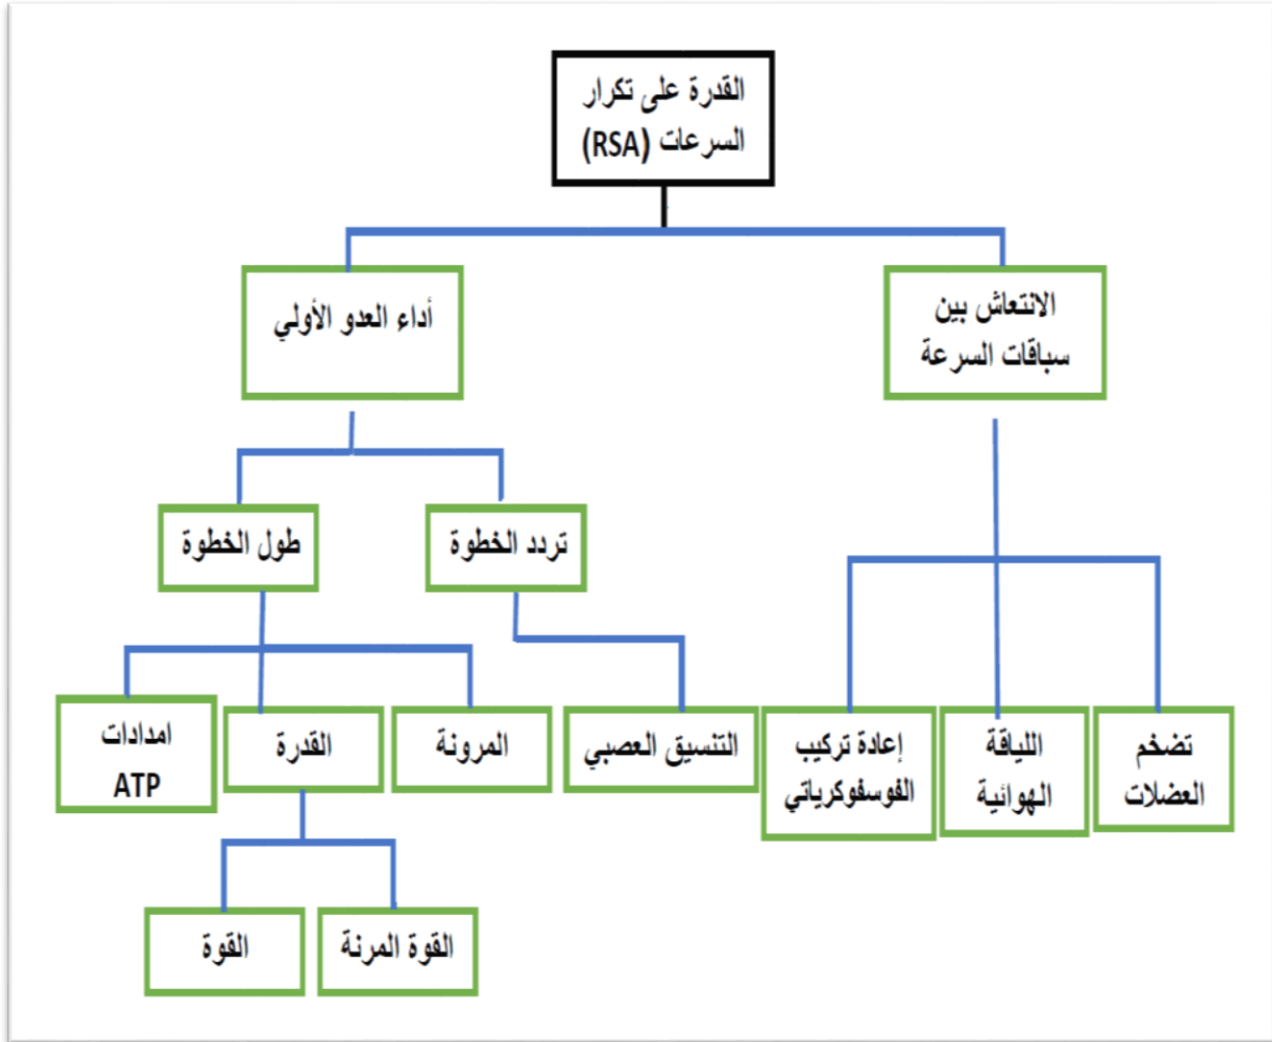 القدرة على تكرار
السرعات (RSA)
الانتعاش بين
سباقات السرعة
أداء العدو الأولي
تردد الخطوة
طول الخطوة
تضخم
العضلات
اللياقة
الهوائية
إعادة تركيب
الفوسفوكرياتي
التنسيق العصبي
المرونة
القدرة
امدادات
ATP
القوة المرنة
القوة